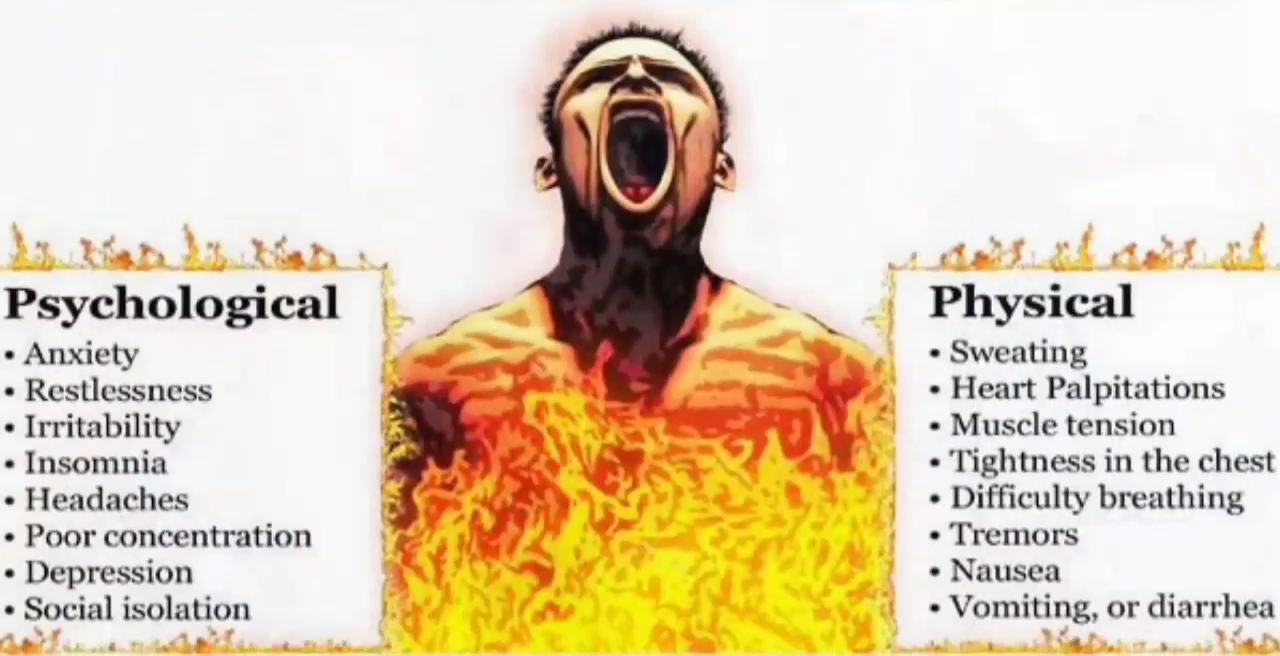 Psychological
• Anxiety
• Restlessness
• Irritability
• Insomnia
• Headaches
• Poor concentration
• Depression
• Social isolation
Physical
• Sweating
• Heart Palpitations
• Muscle tension
• Tightness in the chest
• Difficulty breathing
• Tremors
• Nausea
• Vomiting, or diarrhea